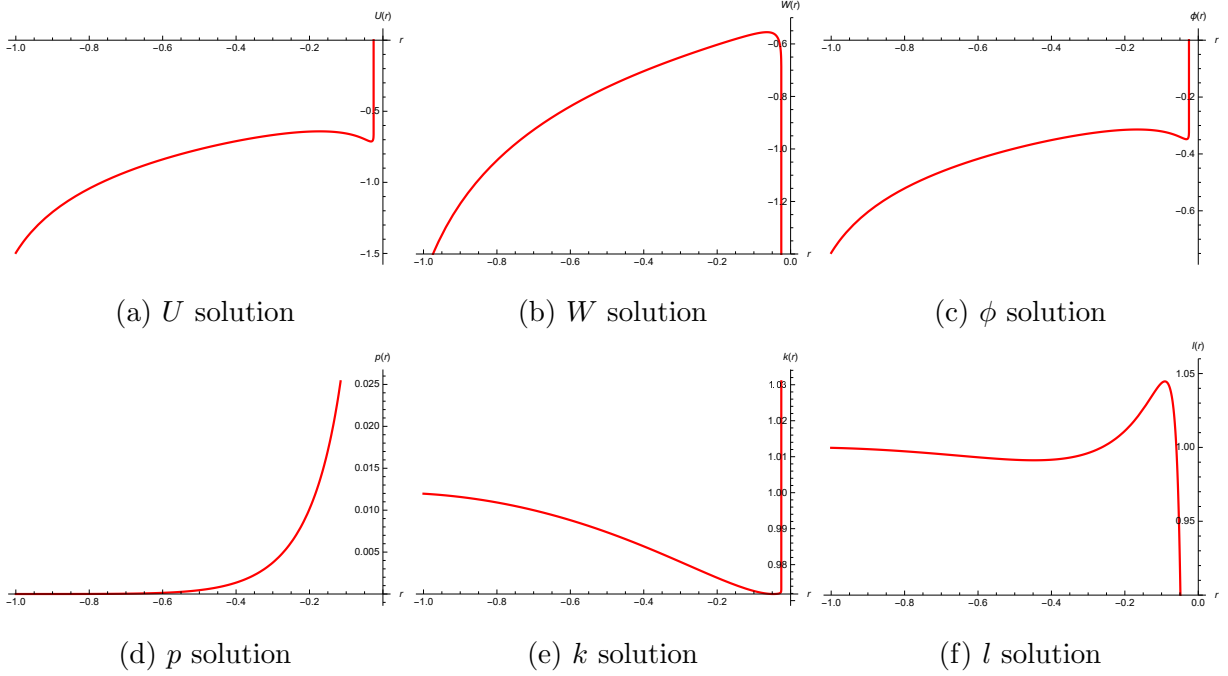 U(r)
-1.0 -0.8 -0.6 -0.4 -0.2 r
-0.5
-1.0
-1.5
(a) U solution
W(r)
-0.6
-0.8
-1.0
-1.2
-1.0 -0.8 -0.6 -0.4 -0.2 0.0 r
(b) W solution
ϕ(r)
-1.0 -0.8 -0.6 -0.4 -0.2 r
-0.2
-0.4
-0.6
(c) ϕ solution
p(r)
0.025
0.020
0.015
0.010
0.005
-1.0 -0.8 -0.6 -0.4 -0.2 r
(d) p solution
k(r)
1.03
1.01
1.00
0.99
0.98
-1.0 -0.8 -0.6 -0.4 -0.2 0.0 r
(e) k solution
l(r)
1.05
1.00
0.95
-1.0 -0.8 -0.6 -0.4 -0.2 0.0 r
(f) l solution